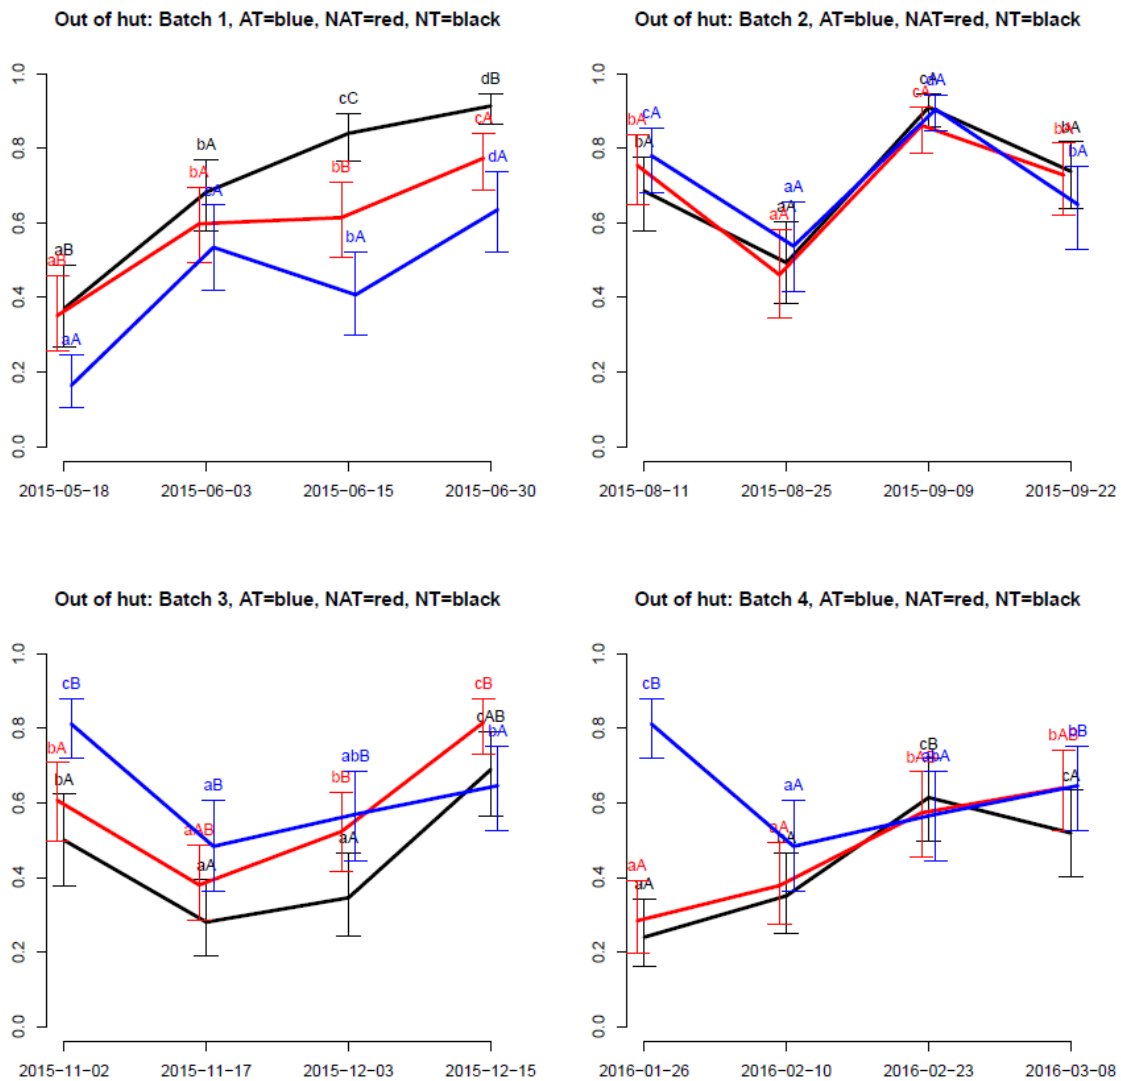 Out of hut: Batch 1, AT=blue, NAT=red, NT=black
1.0
0.8
0.6
0.4
0.2
0.0
aB
aB
aA
bA
bA
cA
cC
bB
bA
dB
cA
dA
2015−05−18 2015−06−03 2015−06−15 2015−06−30
Out of hut: Batch 2, AT=blue, NAT=red, NT=black
1.0
0.8
0.6
0.4
0.2
0.0
bA
cA
bA
aA
aA
aA
cA
dA
cA
bA
bA
bA
2015−08−11 2015−08−25 2015−09−09 2015−09−22
Out of hut: Batch 3, AT=blue, NAT=red, NT=black
1.0
0.8
0.6
0.4
0.2
0.0
cB
bA
bA
aB
aAB
aA
abB
bB
aA
cB
cAB
bA
2015−11−02 2015−11−17 2015−12−03 2015−12−15
Out of hut: Batch 4, AT=blue, NAT=red, NT=black
1.0
0.8
0.6
0.4
0.2
0.0
cB
aA
aA
aA
aA
cB
bAB
abA
bB
bAB
cA
2016−01−26 2016−02−10 2016−02−23 2016−03−08